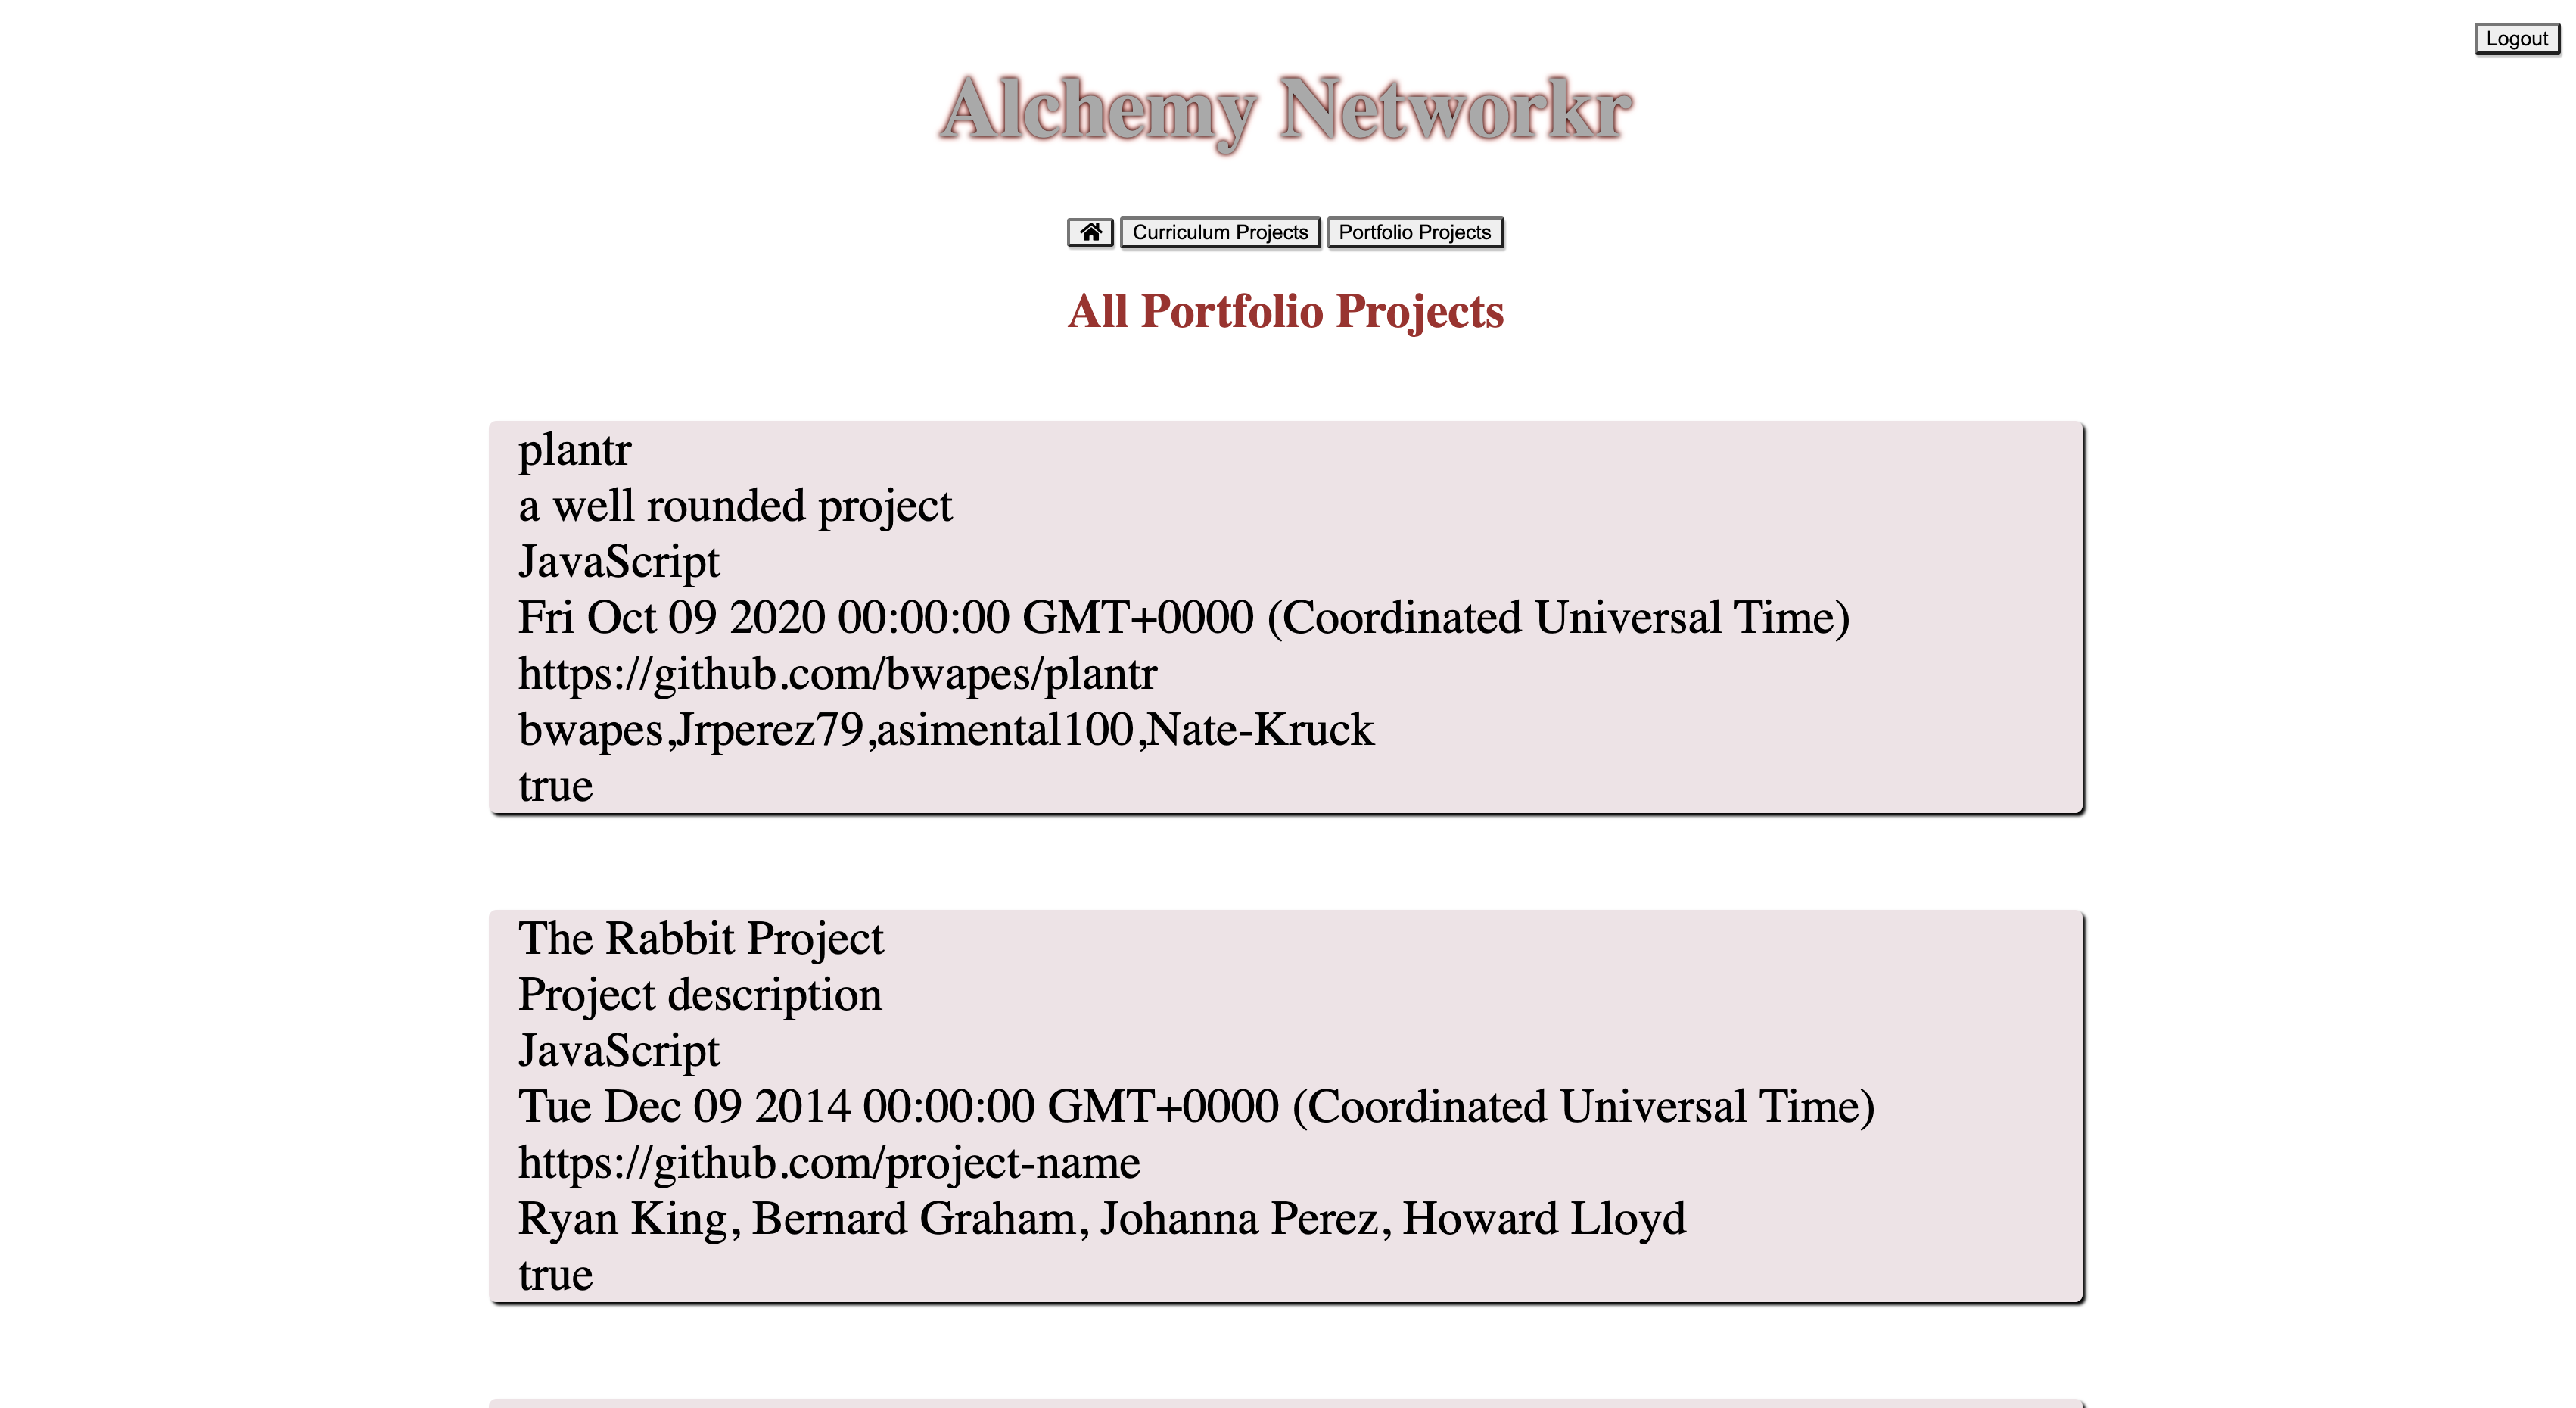 Logout
Alchemy Networkr
Curriculum Projects Portfolio Projects
All Portfolio Projects
plantr
a well rounded project
JavaScript
Fri Oct 09 2020 00:00:00 GMT+0000 (Coordinated Universal Time)
https://github.com/bwapes/plantr
bwapes,Jrperez79,asimental100,Nate-Kruck
true
The Rabbit Project
Project description
JavaScript
Tue Dec 09 2014 00:00:00 GMT+0000 (Coordinated Universal Time)
https://github.com/project-name
Ryan King, Bernard Graham, Johanna Perez, Howard Lloyd
true